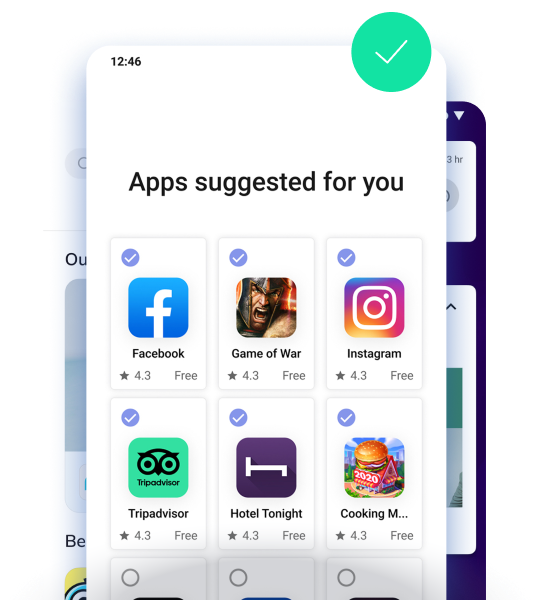 12:46
3 hr
Apps suggested for you
Ou
Facebook
Game of War
Instagram
4.3 Free
4.3 Free
4.3 Free
2020
Tripadvisor
Tripadvisor
Hotel Tonight
Cooking M...
4.3 Free
4.3 Free
4.3 Free
Be